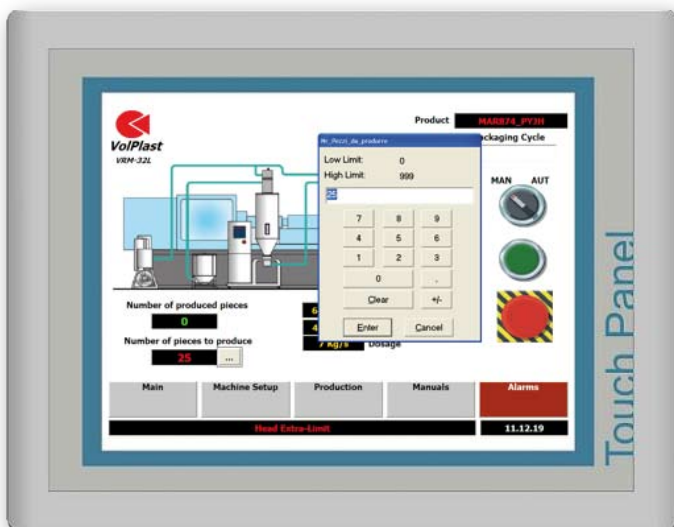 VolPlast
VRM-32L
Product
MAR874_PY3H
ckaging Cycle
Nr_Pezzi_da_produrre
Low Limit: 0
High Limit: 999
25
7 8 9
4 5 6
1 2 3
0 .
Clear +/-
Enter Cancel
MAN AUT
Number of produced pieces
0
Number of pieces to produce
25 ...
6
4
7 Kg/s Dosage
Main Machine Setup Production Manuals Alarms
Head Extra-Limit 11.12.19
Touch Panel